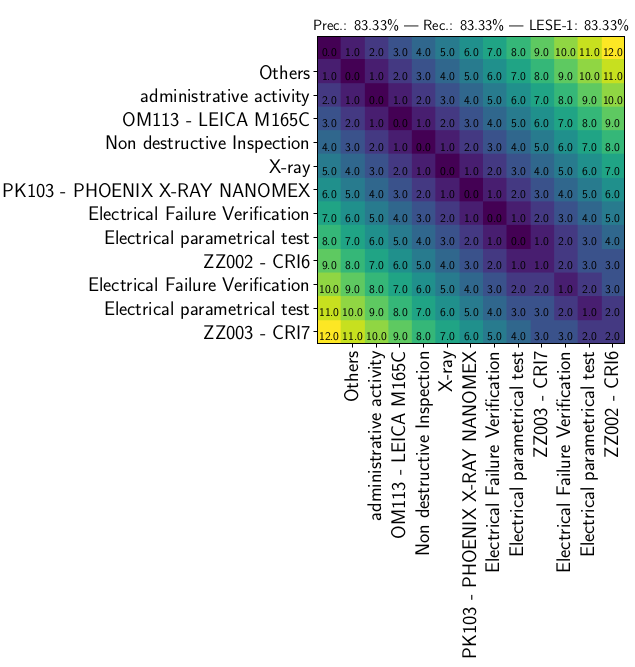 Prec.: 83.33% — Rec.: 83.33% — LESE-1: 83.33%
0.0 1.0 2.0 3.0 4.0 5.0 6.0 7.0 8.0 9.0 10.0 11.0 12.0
Others 1.0 0.0 1.0 2.0 3.0 4.0 5.0 6.0 7.0 8.0 9.0 10.0 11.0
administrative activity 2.0 1.0 0.0 1.0 2.0 3.0 4.0 5.0 6.0 7.0 8.0 9.0 10.0
OM113 - LEICA M165C 3.0 2.0 1.0 0.0 1.0 2.0 3.0 4.0 5.0 6.0 7.0 8.0 9.0
Non destructive Inspection 4.0 3.0 2.0 1.0 0.0 1.0 2.0 3.0 4.0 5.0 6.0 7.0 8.0
X-ray 5.0 4.0 3.0 2.0 1.0 0.0 1.0 2.0 3.0 4.0 5.0 6.0 7.0
PK103 - PHOENIX X-RAY NANOMEX 6.0 5.0 4.0 3.0 2.0 1.0 0.0 1.0 2.0 3.0 4.0 5.0 6.0
Electrical Failure Verification 7.0 6.0 5.0 4.0 3.0 2.0 1.0 0.0 1.0 2.0 3.0 4.0 5.0
Electrical parametrical test 8.0 7.0 6.0 5.0 4.0 3.0 2.0 1.0 0.0 1.0 2.0 3.0 4.0
ZZ002 - CRI6 9.0 8.0 7.0 6.0 5.0 4.0 3.0 2.0 1.0 1.0 2.0 3.0 3.0
Electrical Failure Verification 10.0 9.0 8.0 7.0 6.0 5.0 4.0 3.0 2.0 2.0 1.0 2.0 3.0
Electrical parametrical test 11.0 10.0 9.0 8.0 7.0 6.0 5.0 4.0 3.0 3.0 2.0 1.0 2.0
ZZ003 - CRI7 12.0 11.0 10.0 9.0 8.0 7.0 6.0 5.0 4.0 3.0 3.0 2.0 2.0
Others
administrative activity
OM113 - LEICA M165C
Non destructive Inspection
X-ray
PK103 - PHOENIX X-RAY NANOMEX
Electrical Failure Verification
Electrical parametrical test
ZZ003 - CRI7
Electrical Failure Verification
Electrical parametrical test
ZZ002 - CRI6